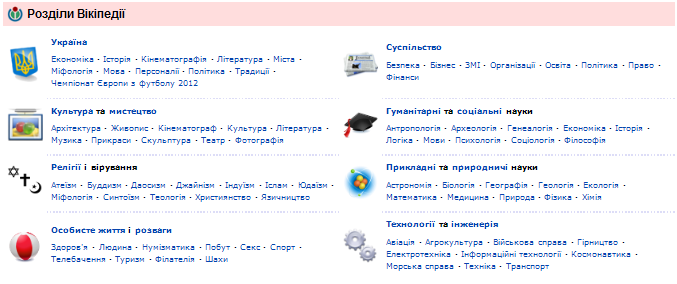 Розділи Вікіпедії
Україна
Економіка · Історія · Кінематографія · Література · Міста ·
Міфологія · Мова · Персоналії · Політика · Традиції ·
Чемпіонат Європи з футболу 2012
Суспільство
Безпека · Бізнес · ЗМІ · Організації · Освіта · Політика · Право ·
Фінанси
Культура та мистецтво
Архітектура · Живопис · Кінематограф · Культура · Література ·
Музика · Прикраси · Скульптура · Театр · Фотографія
Гуманітарні та соціальні науки
Антропологія · Археологія · Генеалогія · Економіка · Історія ·
Логіка · Мови · Психологія · Соціологія · Філософія
Релігії і вірування
Атеїзм · Буддизм · Даосизм · Джайнізм · Індуїзм · Іслам · Юдаїзм ·
Міфологія · Синтоїзм · Теологія · Християнство · Язичництво
Прикладні та природничі науки
Астрономія · Біологія · Географія · Геологія · Екологія ·
Математика · Медицина · Природа · Фізика · Хімія
Особисте життя і розваги
Здоров'я · Людина · Нумізматика · Побут · Секс · Спорт ·
Телебачення · Туризм · Філателія · Шахи
Технології та інженерія
Авіація · Агрокультура · Військова справа · Гірництво ·
Електротехніка · Інформаційні технології · Космонавтика ·
Морська справа · Техніка · Транспорт